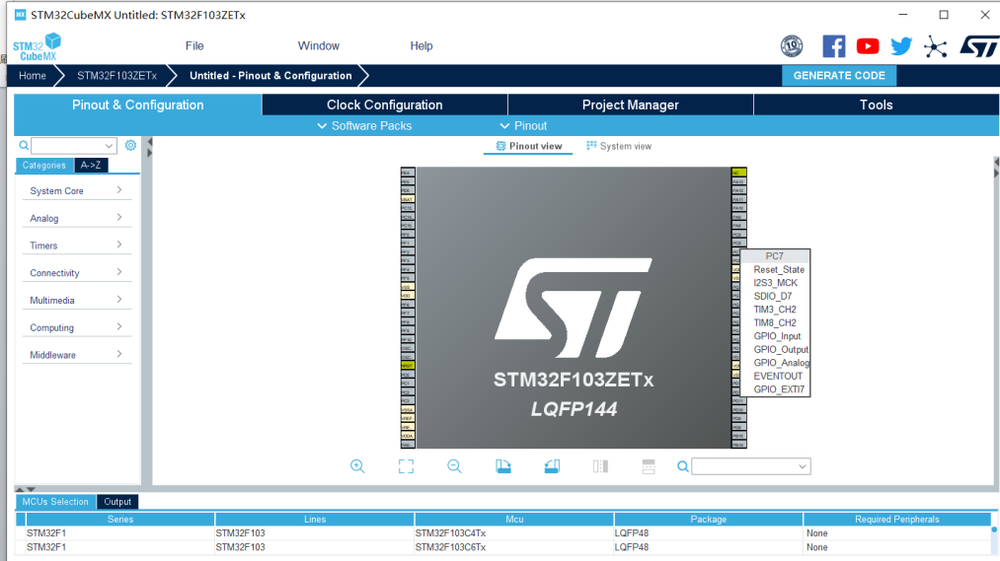 MX STM32CubeMX Untitled: STM32F103ZETx
STM32 CubeMX
File Window Help
10
Home STM32F103ZETx Untitled - Pinout & Configuration GENERATE CODE
Pinout & Configuration Clock Configuration Project Manager Tools
Software Packs Pinout
Pinout view System view
Categories A->Z
System Core
Analog
Timers
Connectivity
Multimedia
Computing
Middleware
STM32F103ZETx
LQFP144
PC7
Reset_State
I2S3_MCK
SDIO_D7
TIM3_CH2
TIM8_CH2
GPIO_Input
GPIO_Output
GPIO_Analog
EVENTOUT
GPIO_EXTI7
MCUs Selection Output
Series Lines Mcu Package Required Peripherals
STM32F1 STM32F103 STM32F103C4Tx LQFP48 None
STM32F1 STM32F103 STM32F103C6Tx LQFP48 None